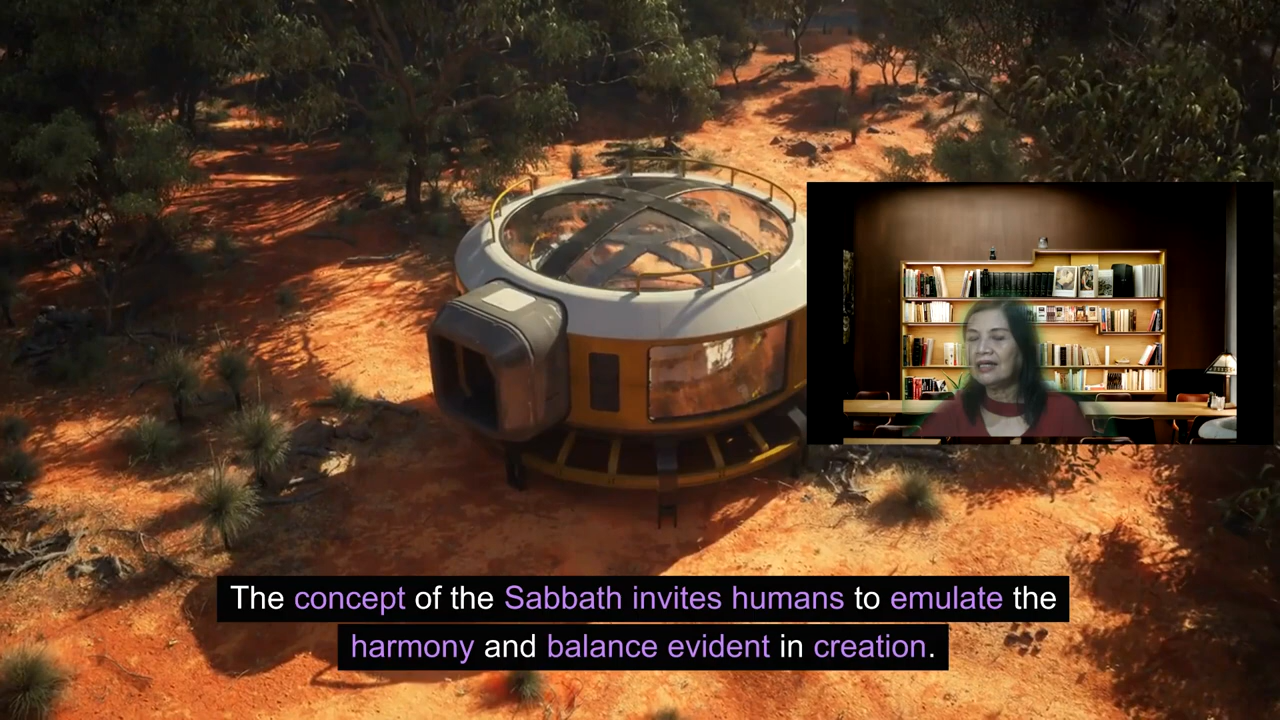 The concept of the Sabbath invites humans to emulate the
harmony and balance evident in creation.